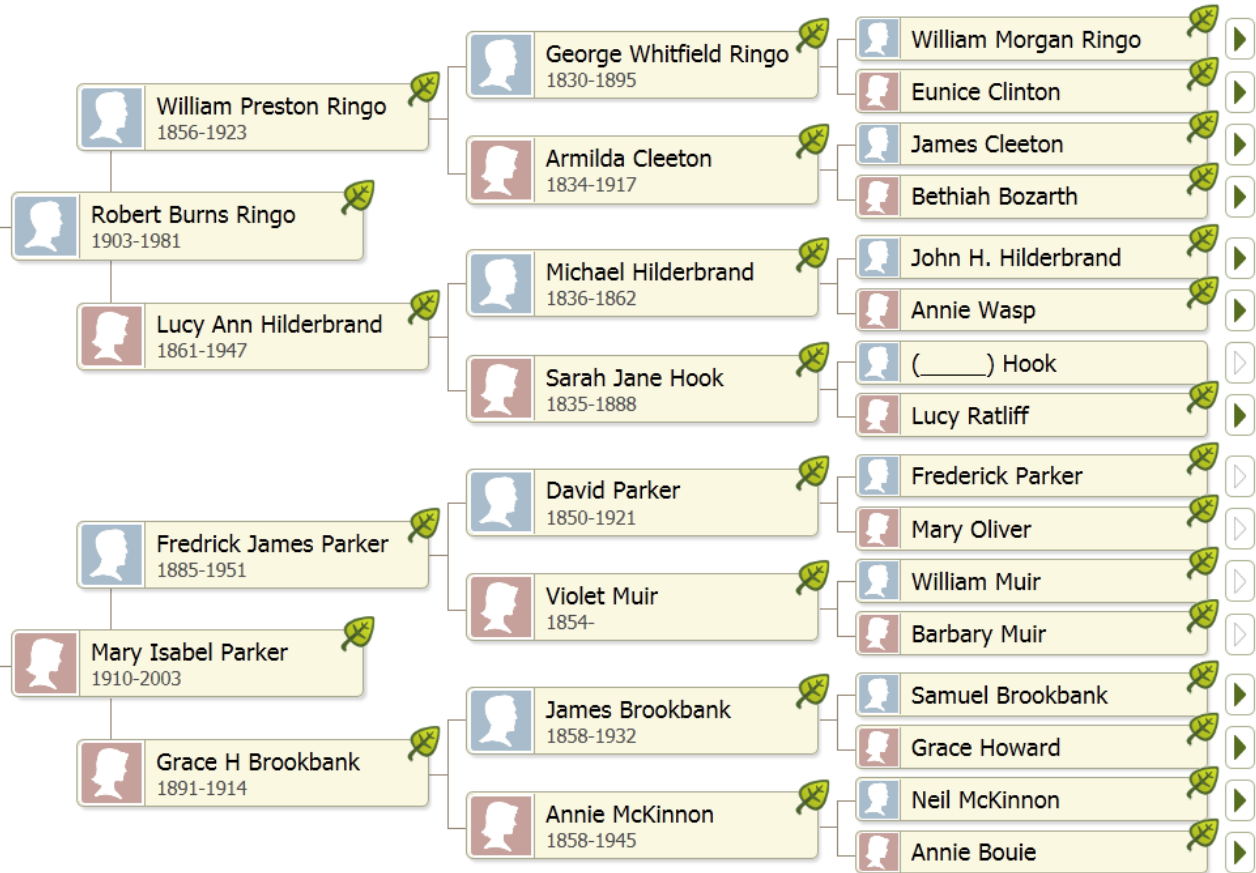 William Morgan Ringo
George Whitfield Ringo
1830-1895
Eunice Clinton
William Preston Ringo
1856-1923
James Cleeton
Armilda Cleeton
1834-1917
Bethiah Bozarth
Robert Burns Ringo
1903-1981
John H. Hilderbrand
Michael Hilderbrand
1836-1862
Annie Wasp
Lucy Ann Hilderbrand
1861-1947
(_____) Hook
Sarah Jane Hook
1835-1888
Lucy Ratliff
Frederick Parker
David Parker
1850-1921
Mary Oliver
Fredrick James Parker
1885-1951
William Muir
Violet Muir
1854-
Barbary Muir
Mary Isabel Parker
1910-2003
Samuel Brookbank
James Brookbank
1858-1932
Grace Howard
Grace H Brookbank
1891-1914
Neil McKinnon
Annie McKinnon
1858-1945
Annie Bouie